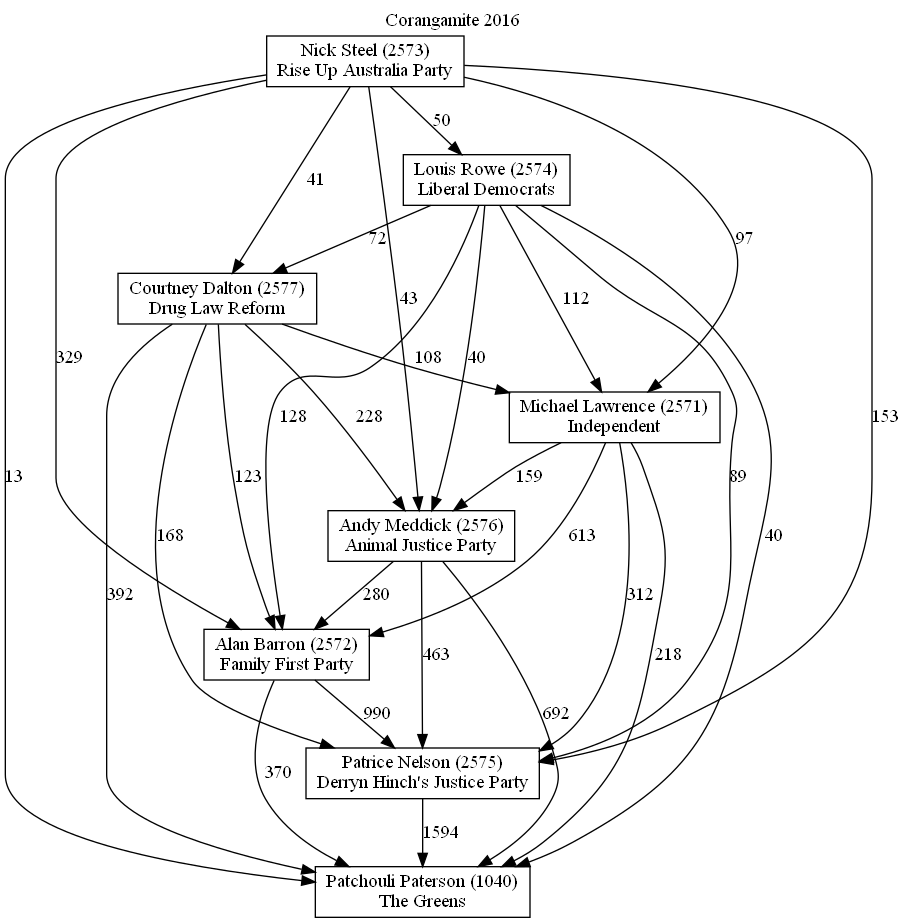 Corangamite 2016
Nick Steel (2573)
Rise Up Australia Party
50
Louis Rowe (2574)
Liberal Democrats
41
97
72
Courtney Dalton (2577)
Drug Law Reform
43
112
329
108
40
Michael Lawrence (2571)
Independent
128
228
153
123
159
89
13
Andy Meddick (2576)
Animal Justice Party
168
613
40
392
280
312
Alan Barron (2572)
Family First Party
463
218
990
692
370
Patrice Nelson (2575)
Derryn Hinch's Justice Party
1594
Patchouli Paterson (1040)
The Greens